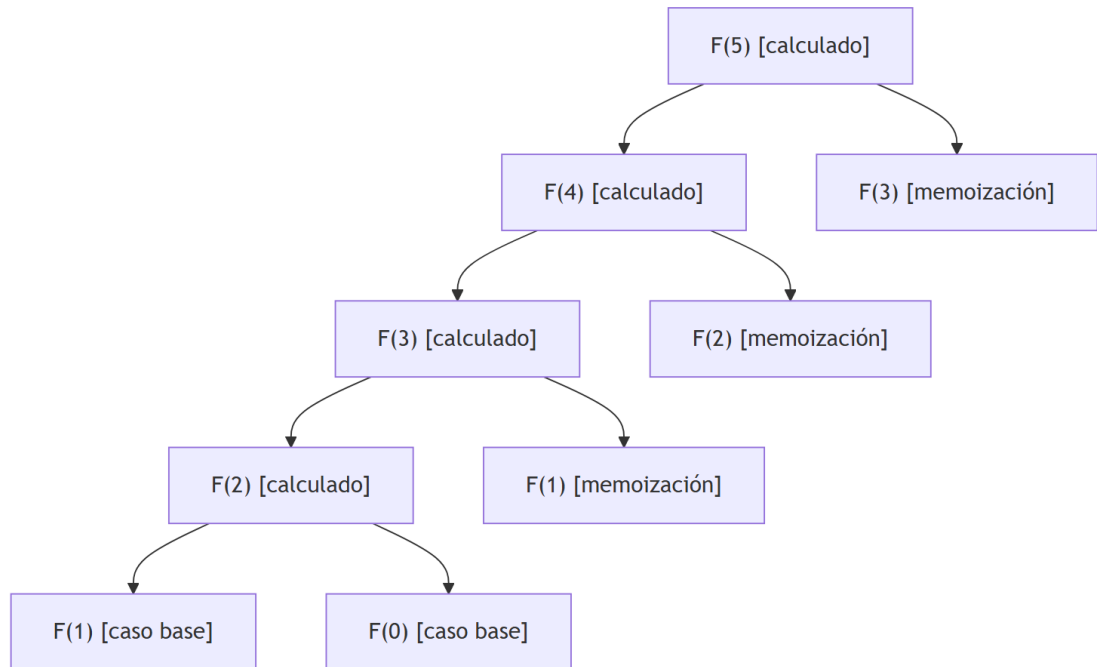 F(5) [calculado]
F(4) [calculado]
F(3) [memoización]
F(3) [calculado]
F(2) [memoización]
F(2) [calculado]
F(1) [memoización]
F(1) [caso base]
F(0) [caso base]